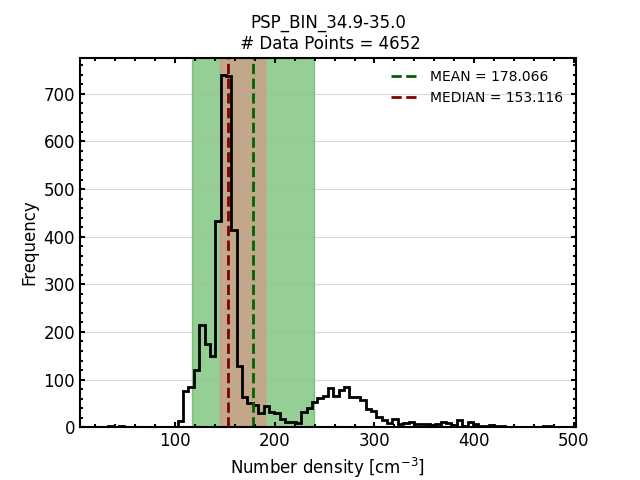 PSP_BIN_34.9-35.0
# Data Points = 4652
MEAN = 178.066
MEDIAN = 153.116
700
600
500
400
300
200
100
0
Frequency
100 200 300 400 500
Number density [cm⁻³]